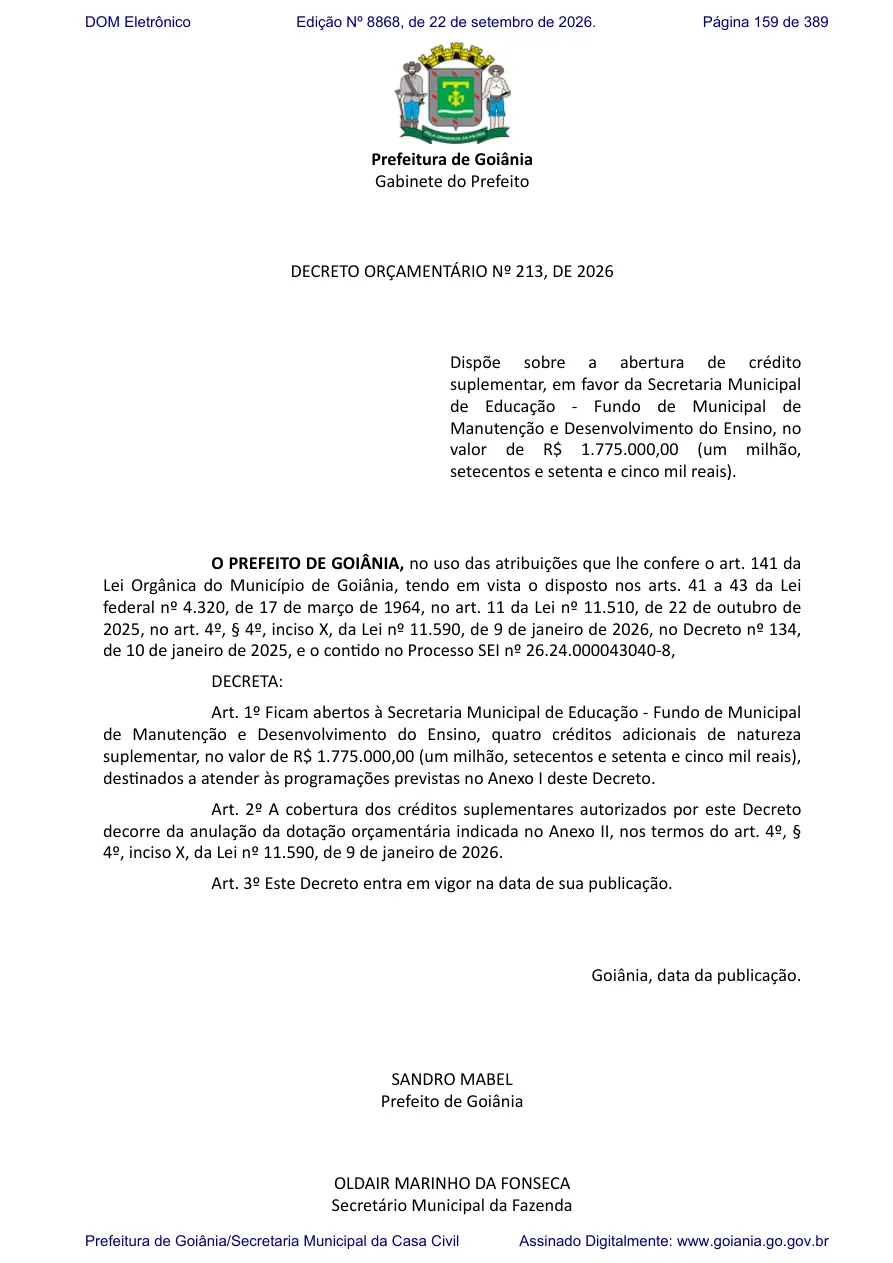 DOM Eletrônico Edição Nº 8868, de 22 de setembro de 2026. Página 159 de 389
PELA GRANDEZA DA PÁTRIA
Prefeitura de Goiânia
Gabinete do Prefeito
DECRETO ORÇAMENTÁRIO Nº 213, DE 2026
Dispõe sobre a abertura de crédito
suplementar, em favor da Secretaria Municipal
de Educação - Fundo de Municipal de
Manutenção e Desenvolvimento do Ensino, no
valor de R$ 1.775.000,00 (um milhão,
setecentos e setenta e cinco mil reais).
O PREFEITO DE GOIÂNIA, no uso das atribuições que lhe confere o art. 141 da
Lei Orgânica do Município de Goiânia, tendo em vista o disposto nos arts. 41 a 43 da Lei
federal nº 4.320, de 17 de março de 1964, no art. 11 da Lei nº 11.510, de 22 de outubro de
2025, no art. 4º, § 4º, inciso X, da Lei nº 11.590, de 9 de janeiro de 2026, no Decreto nº 134,
de 10 de janeiro de 2025, e o contido no Processo SEI nº 26.24.000043040-8,
DECRETA:
Art. 1º Ficam abertos à Secretaria Municipal de Educação - Fundo de Municipal
de Manutenção e Desenvolvimento do Ensino, quatro créditos adicionais de natureza
suplementar, no valor de R$ 1.775.000,00 (um milhão, setecentos e setenta e cinco mil reais),
destinados a atender às programações previstas no Anexo I deste Decreto.
Art. 2º A cobertura dos créditos suplementares autorizados por este Decreto
decorre da anulação da dotação orçamentária indicada no Anexo II, nos termos do art. 4º, §
4º, inciso X, da Lei nº 11.590, de 9 de janeiro de 2026.
Art. 3º Este Decreto entra em vigor na data de sua publicação.
Goiânia, data da publicação.
SANDRO MABEL
Prefeito de Goiânia
OLDAIR MARINHO DA FONSECA
Secretário Municipal da Fazenda
Prefeitura de Goiânia/Secretaria Municipal da Casa Civil Assinado Digitalmente: www.goiania.go.gov.br